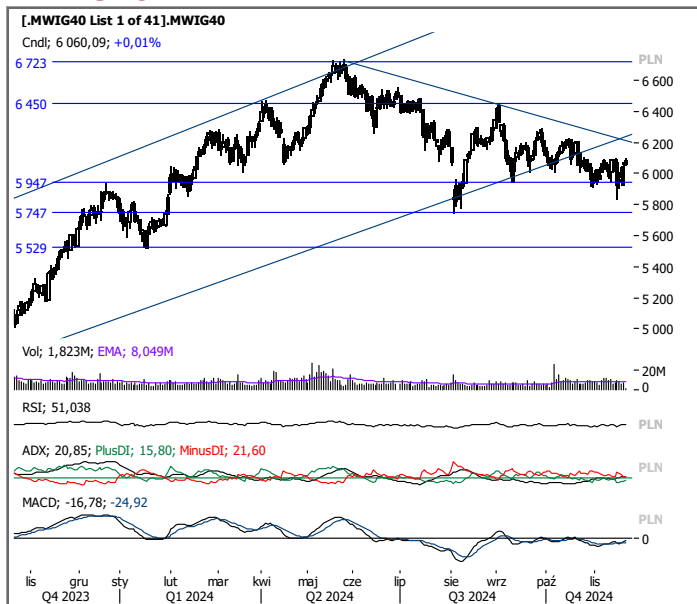 [.MWIG40 List 1 of 41].MWIG40
Cndl; 6 060,09; +0,01%
PLN
6 723
6 600
6 450
6 400
6 200
6 000
5 947
5 800
5 747
5 600
5 529
5 400
5 200
5 000
Vol; 1,823M; EMA; 8,049M
20M
0
RSI; 51,038
PLN
ADX; 20,85; PlusDI; 15,80; MinusDI; 21,60
PLN
MACD; -16,78; -24,92
PLN
0
lis gru sty lut mar kwi maj cze lip sie wrz paź lis
Q4 2023 Q1 2024 Q2 2024 Q3 2024 Q4 2024